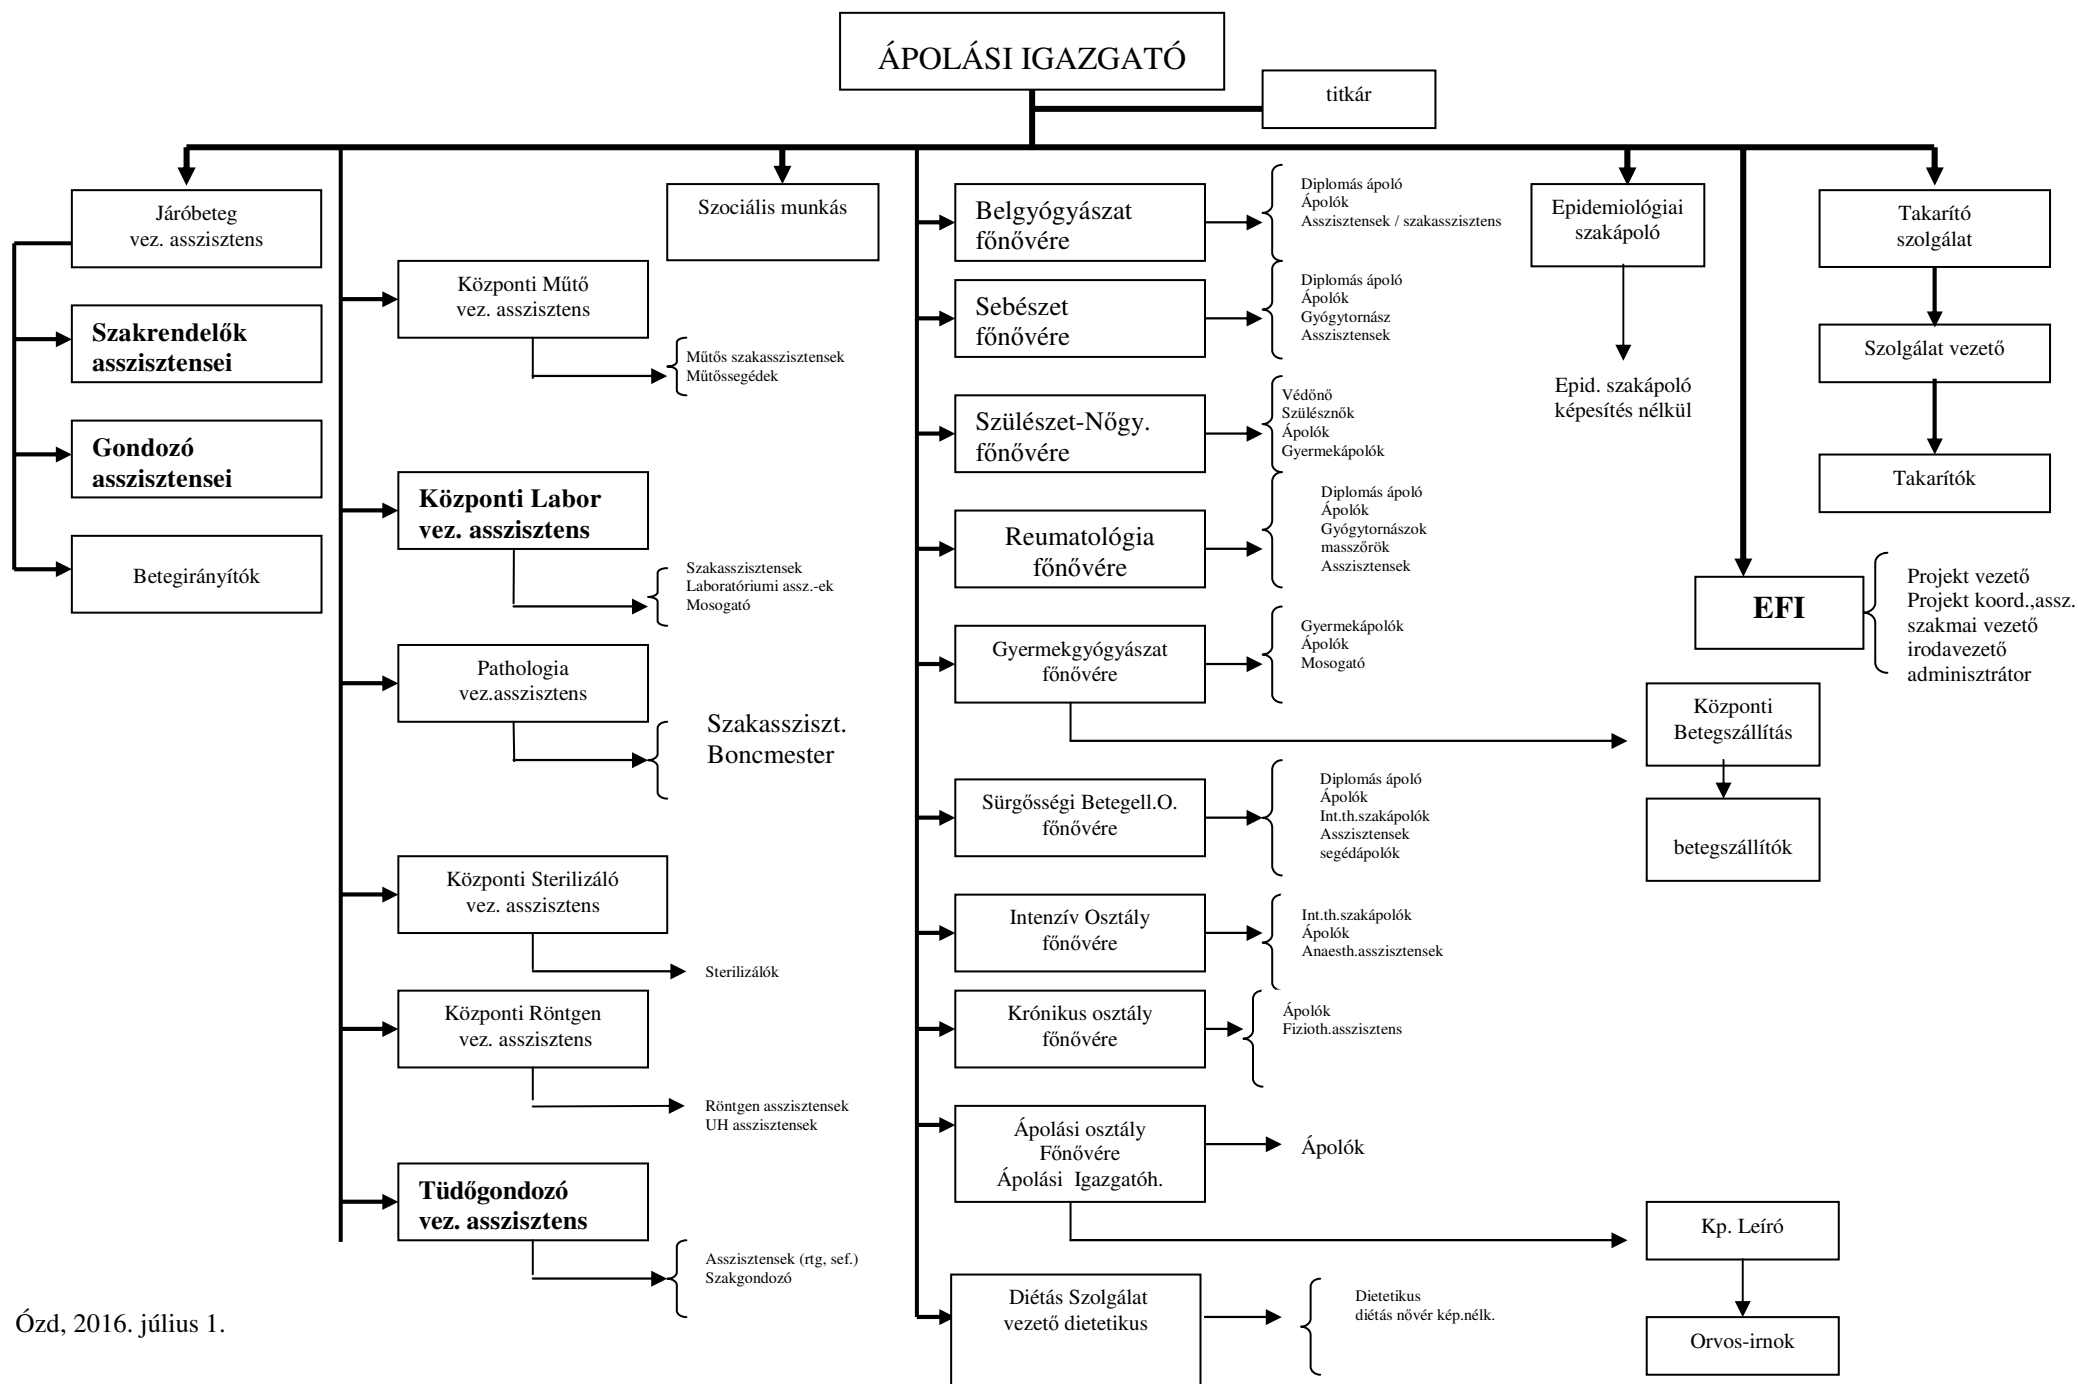 ÁPOLÁSI IGAZGATÓ
titkár
Járóbeteg
vez. asszisztens
Szakrendelők
asszisztensei
Gondozó
asszisztensei
Betegirányítók
Központi Műtő
vez. asszisztens
Műtős szakasszisztensek
Műtőssegédek
Központi Labor
vez. asszisztens
Szakasszisztensek
Laboratóriumi assz.-ek
Mosogató
Pathologia
vez.asszisztens
Szakassziszt.
Boncmester
Központi Sterilizáló
vez. asszisztens
Sterilizálók
Központi Röntgen
vez. asszisztens
Röntgen asszisztensek
UH asszisztensek
Tüdőgondozó
vez. asszisztens
Asszisztensek (rtg, sef.)
Szakgondozó
Szociális munkás
Belgyógyászat
főnővére
Diplomás ápoló
Ápolók
Asszisztensek / szakasszisztens
Sebészet
főnővére
Diplomás ápoló
Ápolók
Gyógytornász
Asszisztensek
Szülészet-Nőgy.
főnővére
Védőnő
Szülésznők
Ápolók
Gyermekápolók
Reumatológia
főnővére
Diplomás ápoló
Ápolók
Gyógytornászok
masszőrök
Asszisztensek
Gyermekgyógyászat
főnővére
Gyermekápolók
Ápolók
Mosogató
Központi
Betegszállítás
betegszállítók
Sürgősségi Betegell.O.
főnővére
Diplomás ápoló
Ápolók
Int.th.szakápolók
Asszisztensek
segédápolók
Intenzív Osztály
főnővére
Int.th.szakápolók
Ápolók
Anaesth.asszisztensek
Krónikus osztály
főnővére
Ápolók
Fizioth.asszisztens
Ápolási osztály
Főnővére
Ápolási  Igazgatóh.
Ápolók
Kp. Leíró
Orvos-irnok
Diétás Szolgálat
vezető dietetikus
Dietetikus
diétás nővér kép.nélk.
Epidemiológiai
szakápoló
Epid. szakápoló
képesítés nélkül
EFI
Projekt vezető
Projekt koord.,assz.
szakmai vezető
irodavezető
adminisztrátor
Takarító
szolgálat
Szolgálat vezető
Takarítók
Ózd, 2016. július 1.